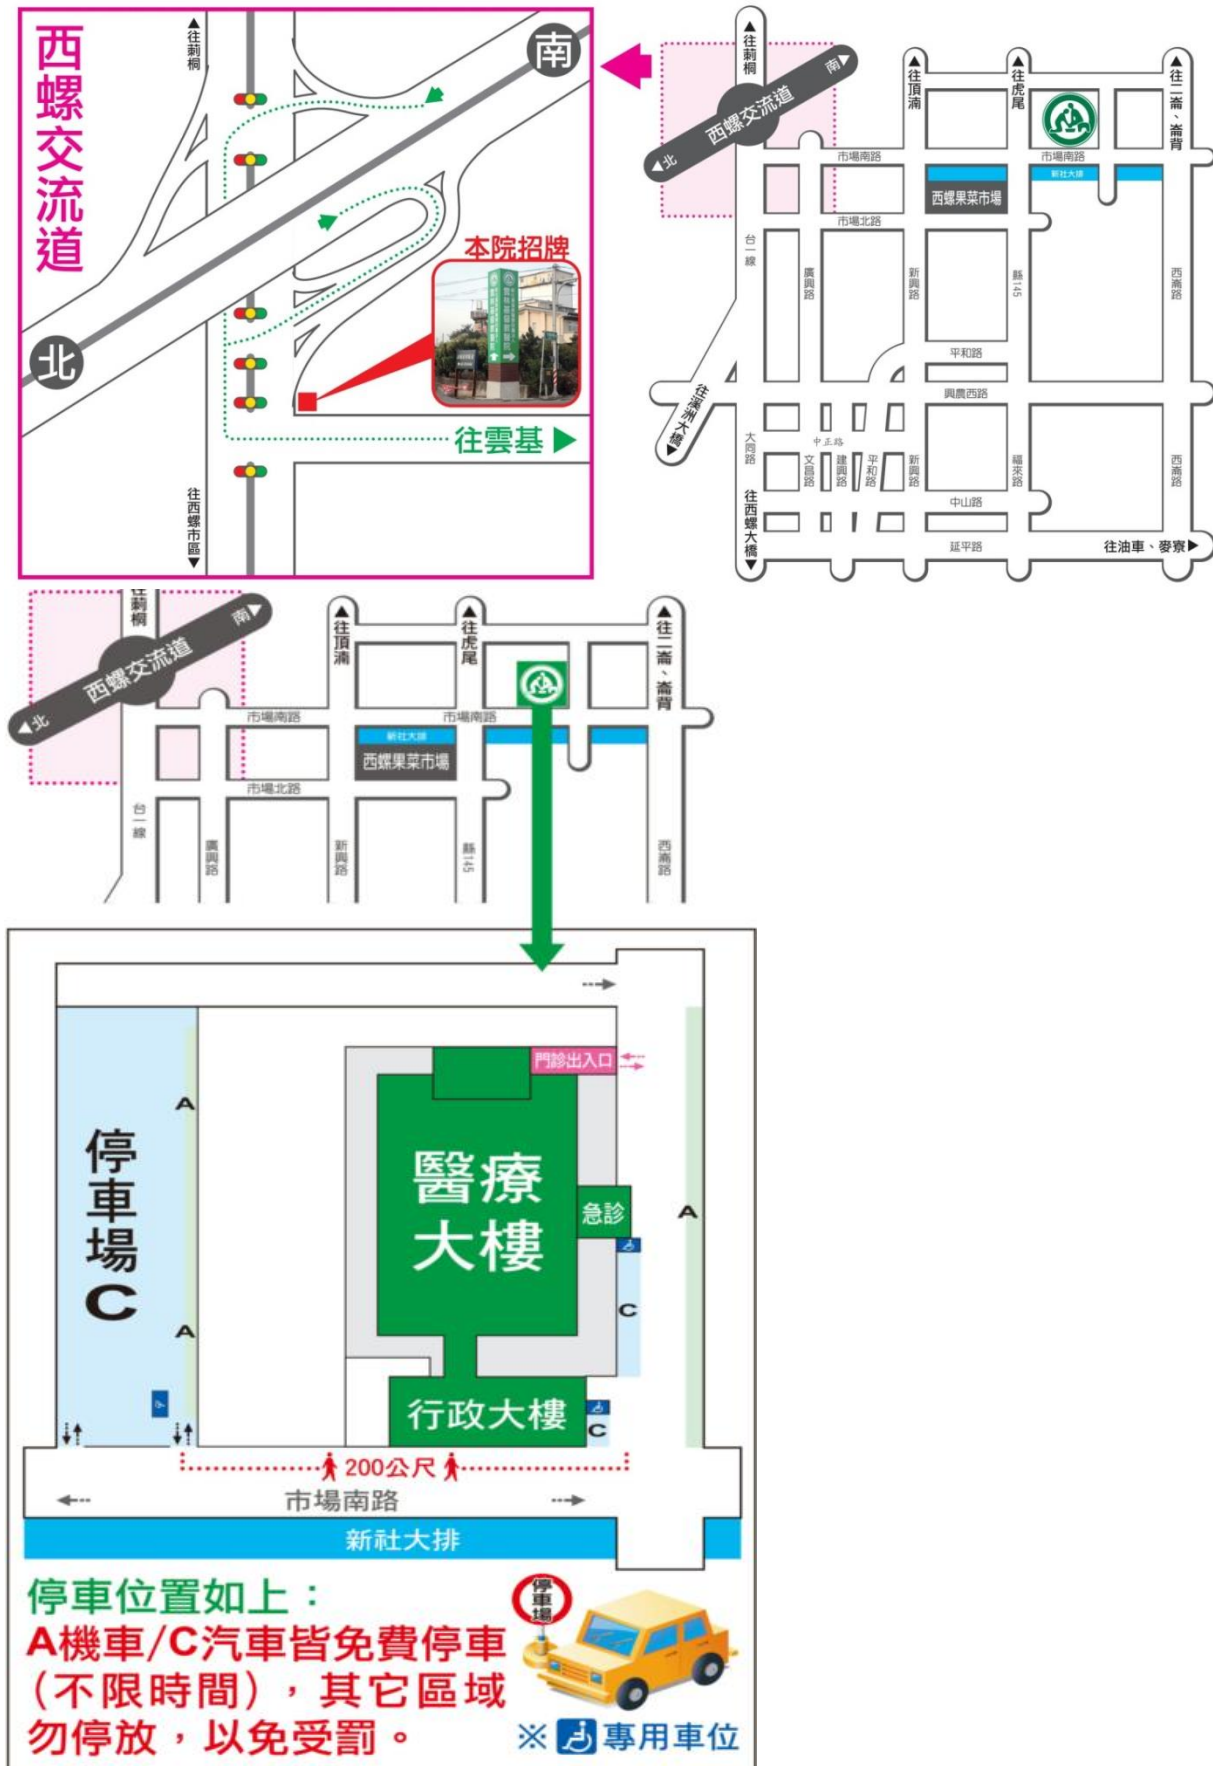 西螺交流道
▲往莿桐
南
北
本院招牌
往雲基▶
往西螺市區▼
▲往莿桐
南▶
西螺交流道
◀北
▲往頂湳
▲往虎尾
▲往二崙、崙背
市場南路
市場南路
新社大排
西螺果菜市場
市場北路
台一線
廣興路
新興路
縣145
西崙路
平和路
興農西路
往溪洲大橋▼
大同路
中正路
文昌路
建興路
平和路
新興路
福來路
西崙路
中山路
往西螺大橋▼
延平路
往油車、麥寮▶
往莿桐
南▶
西螺交流道
◀北
▲往頂湳
▲往虎尾
▲往二崙、崙背
市場南路
市場南路
新社大排
西螺果菜市場
市場北路
台一線
廣興路
新興路
縣145
西崙路
門診出入口
A
停車場C
醫療
大樓
急診
A
C
A
行政大樓
C
200公尺
市場南路
新社大排
停車位置如上：
A機車/C汽車皆免費停車
(不限時間)，其它區域
勿停放，以免受罰。
停車場
※ 專用車位